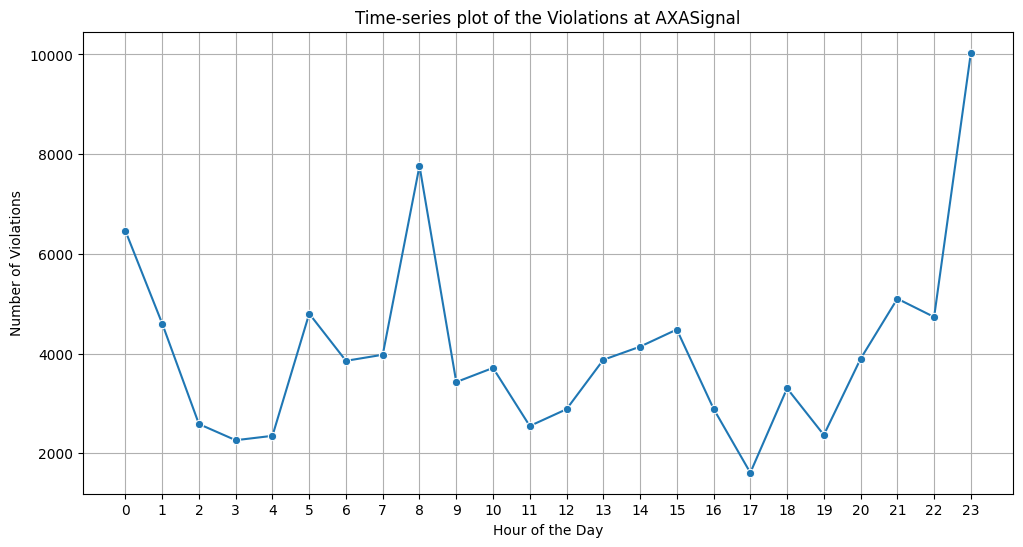 Time-series plot of the Violations at AXASignal
Number of Violations
10000
8000
6000
4000
2000
0 1 2 3 4 5 6 7 8 9 10 11 12 13 14 15 16 17 18 19 20 21 22 23
Hour of the Day